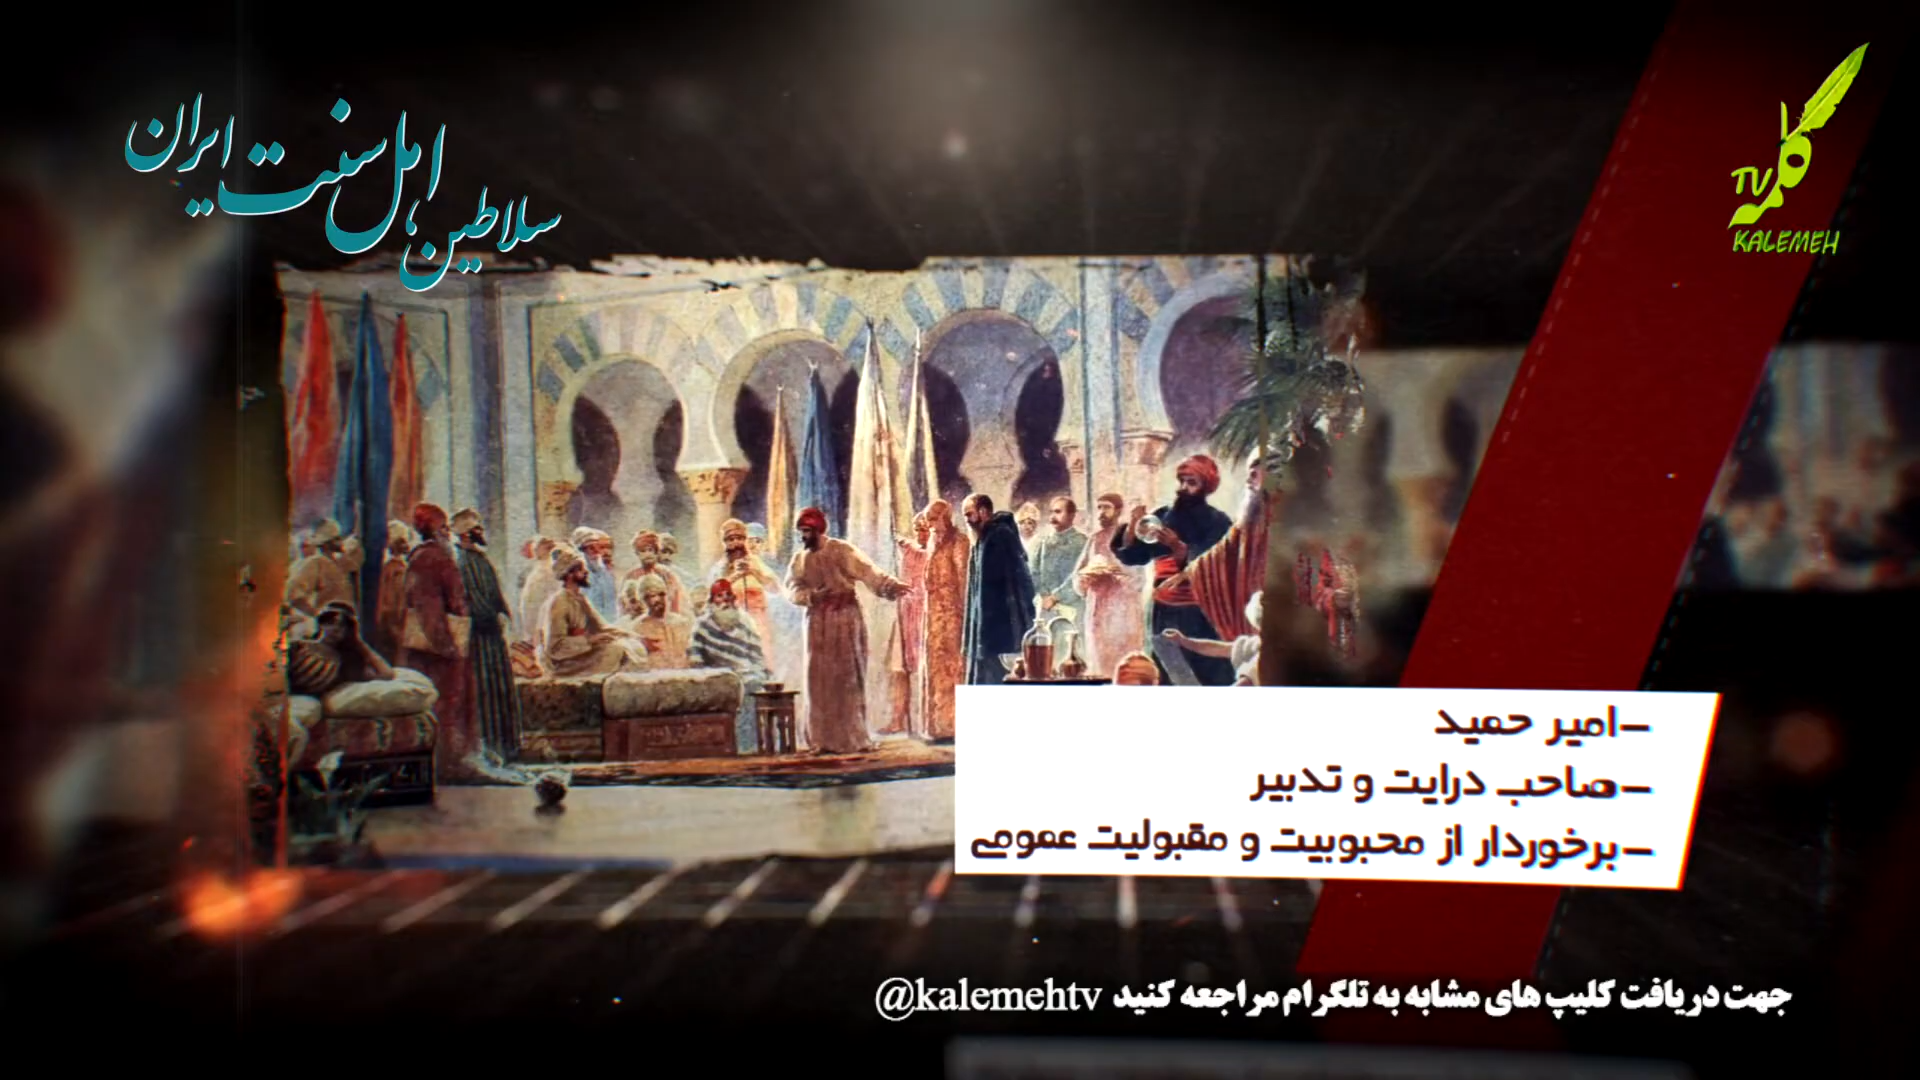 سلاطین اهل سنت ایران
کلمه
TV
KALEMEH
-امیر حمید
-صاحب درایت و تدبیر
-برخوردار از محبوبیت و مقبولیت عمومی
جهت دریافت کلیپ های مشابه به تلگرام مراجعه کنید @kalemehtv